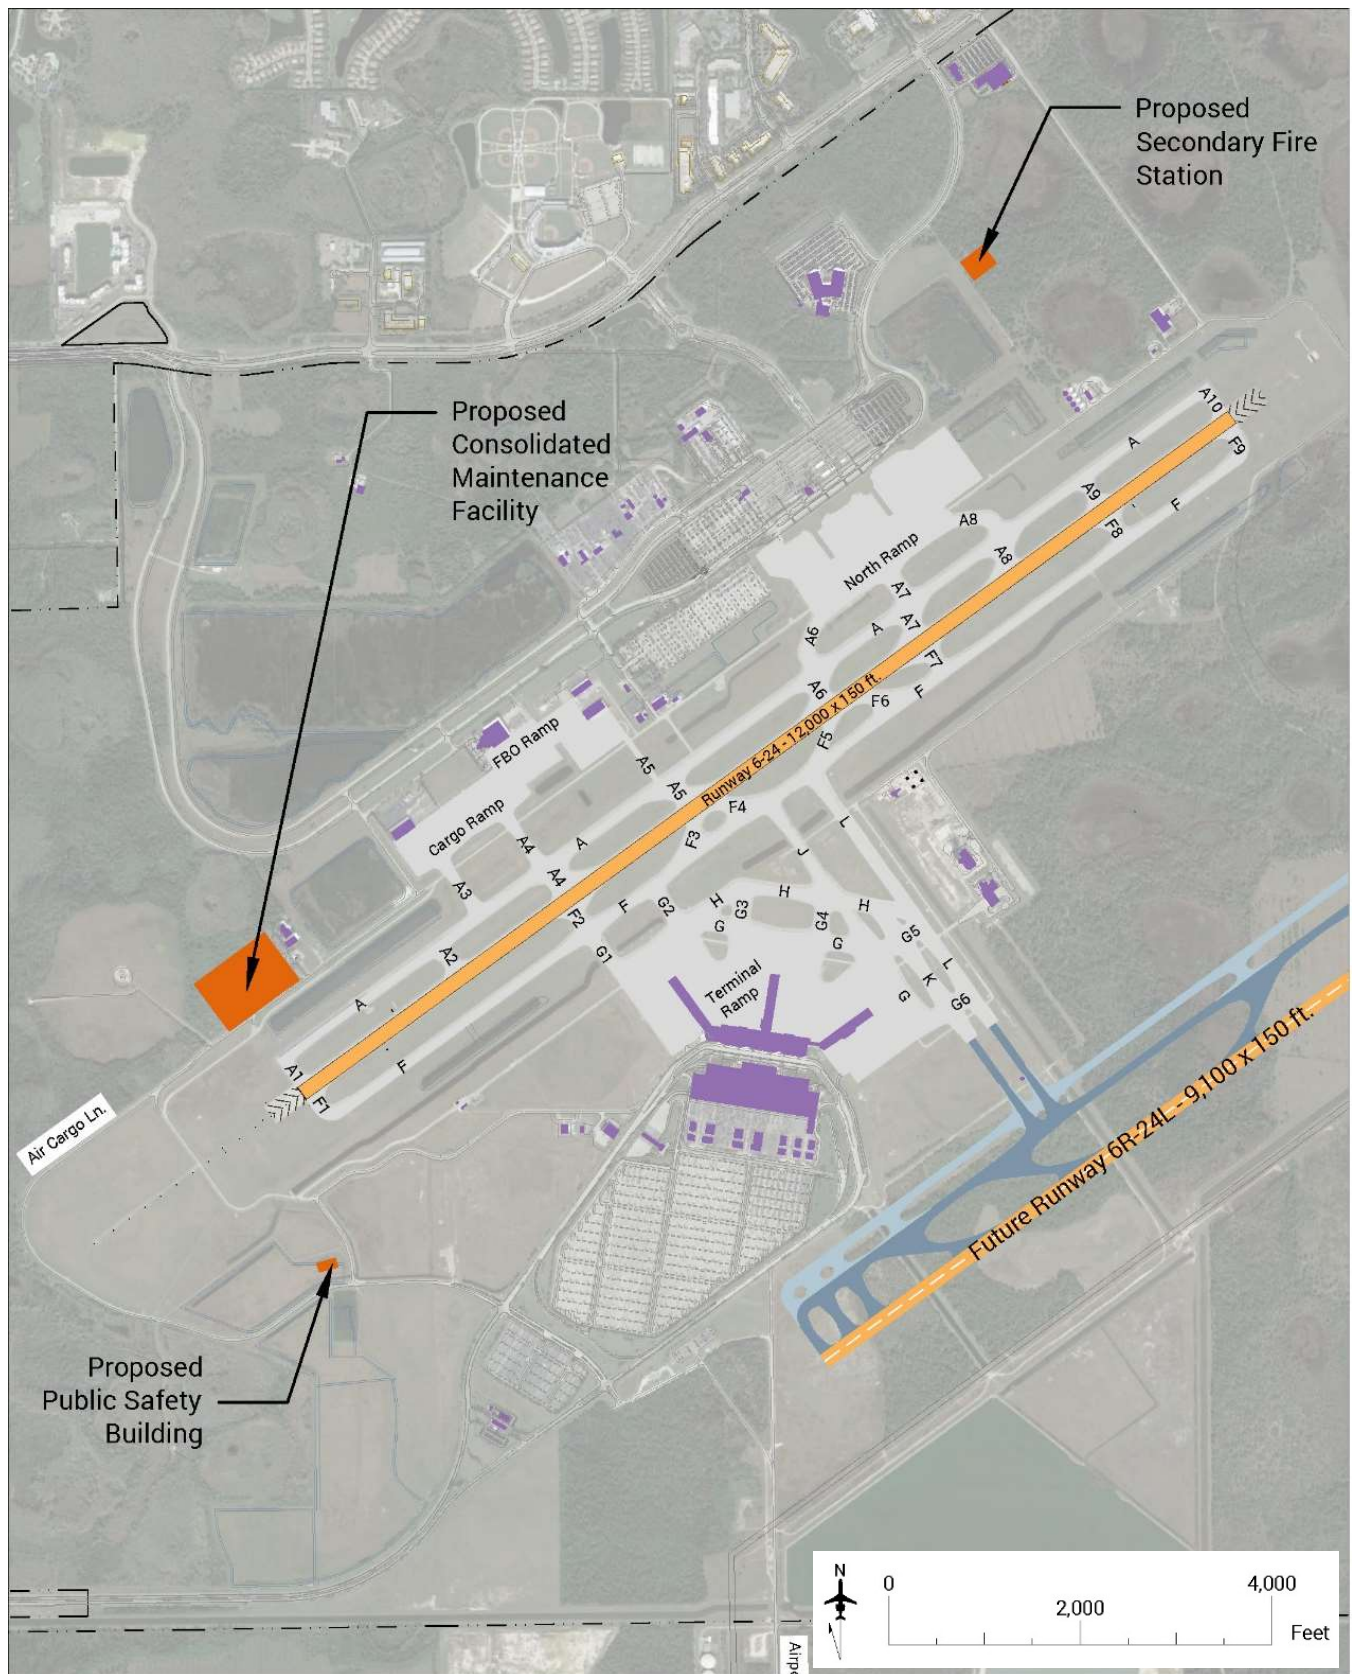 Proposed
Secondary Fire
Station
Proposed
Consolidated
Maintenance
Facility
A10
F9
A
A9
F
F8
A8
A8
North Ramp
A7
A7
A
A6
F7
A6
F
F6
Runway 6-24 - 12,000 x 150 ft.
F5
FBO Ramp
A5
A5
F4
L
Cargo Ramp
F3
A4
A
J
A4
A3
H
H
G3
H
F
G2
F2
G4
G
G
G5
G1
A2
L
K
Terminal
Ramp
G
G6
A
F
A1
F1
Future Runway 6R-24L - 9,100 x 150 ft.
Air Cargo Ln.
Proposed
Public Safety
Building
N
0
4,000
2,000
Feet